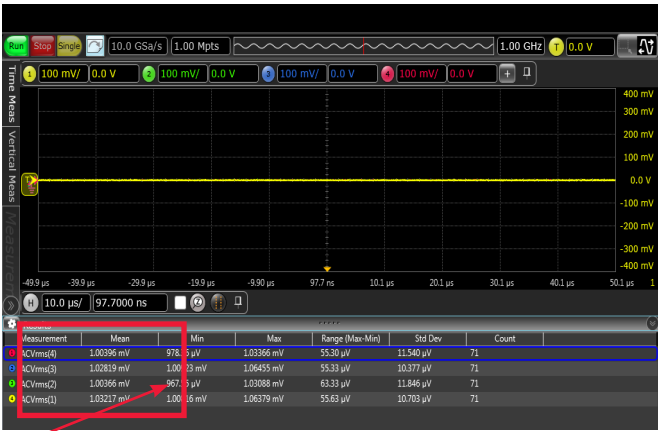 Run Stop Single 10.0 GSa/s 1.00 Mpts 1.00 GHz T 0.0 V
1 100 mV/ 0.0 V 2 100 mV/ 0.0 V 3 100 mV/ 0.0 V 4 100 mV/ 0.0 V +
Time Meas
Vertical Meas
400 mV
300 mV
200 mV
100 mV
0.0 V
-100 mV
-200 mV
-300 mV
-400 mV
-49.9 µs -39.9 µs -29.9 µs -19.9 µs -9.90 µs 97.7 ns 10.1 µs 20.1 µs 30.1 µs 40.1 µs 50.1 µs 1
H 10.0 µs/ 97.7000 ns
Measurement Mean Min Max Range (Max-Min) Std Dev Count
ACVrms(4) 1.00396 mV 1.03366 mV 55.30 µV 11.540 µV 71
ACVrms(3) 1.02819 mV 1.06455 mV 55.33 µV 10.377 µV 71
ACVrms(2) 1.00366 mV 1.03088 mV 63.33 µV 11.846 µV 71
ACVrms(1) 1.03217 mV 1.06379 mV 55.63 µV 10.703 µV 71